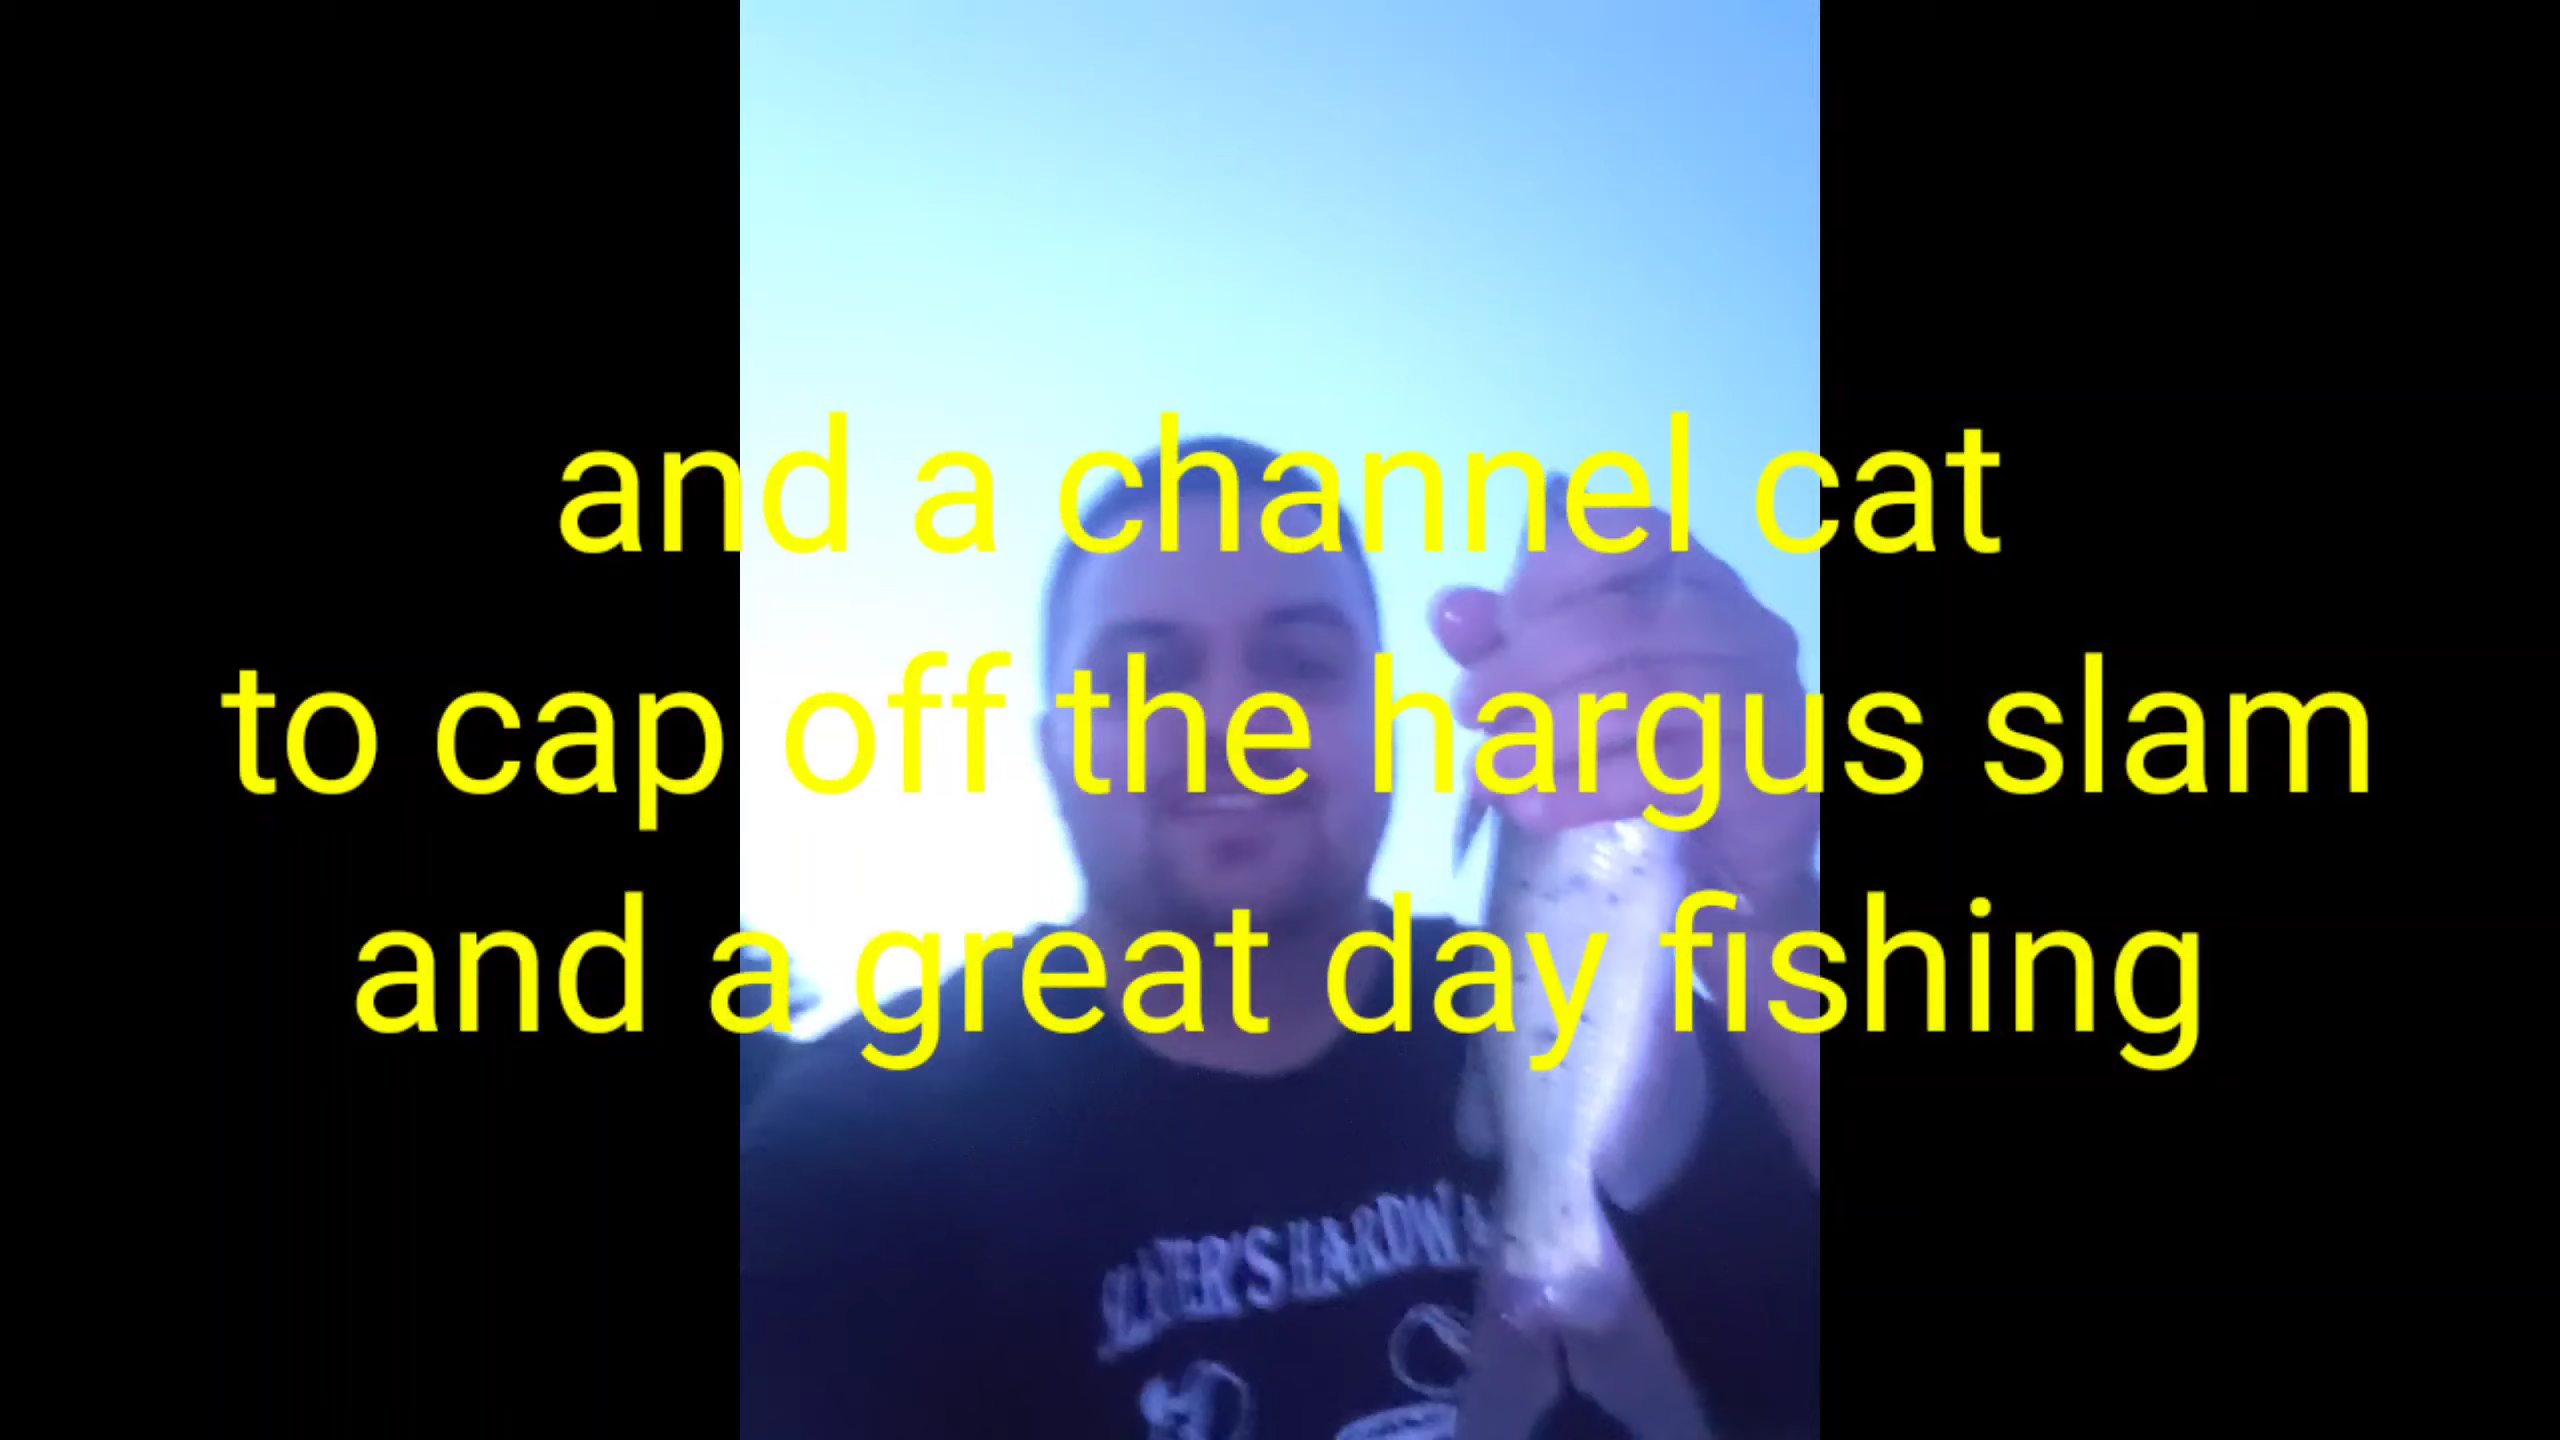 and a channel cat
to cap off the hargus slam
and a great day fishing